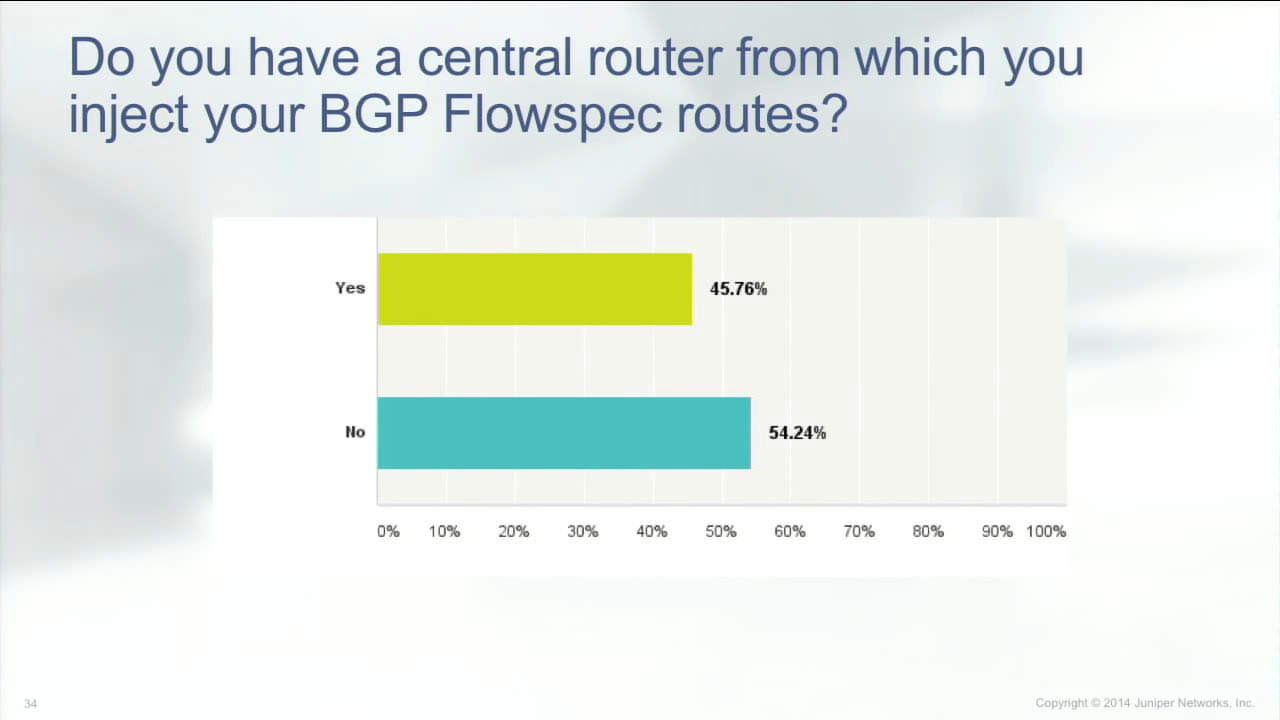 Do you have a central router from which you
inject your BGP Flowspec routes?
Yes
45.76%
No
54.24%
0% 10% 20% 30% 40% 50% 60% 70% 80% 90% 100%
34
Copyright © 2014 Juniper Networks, Inc.